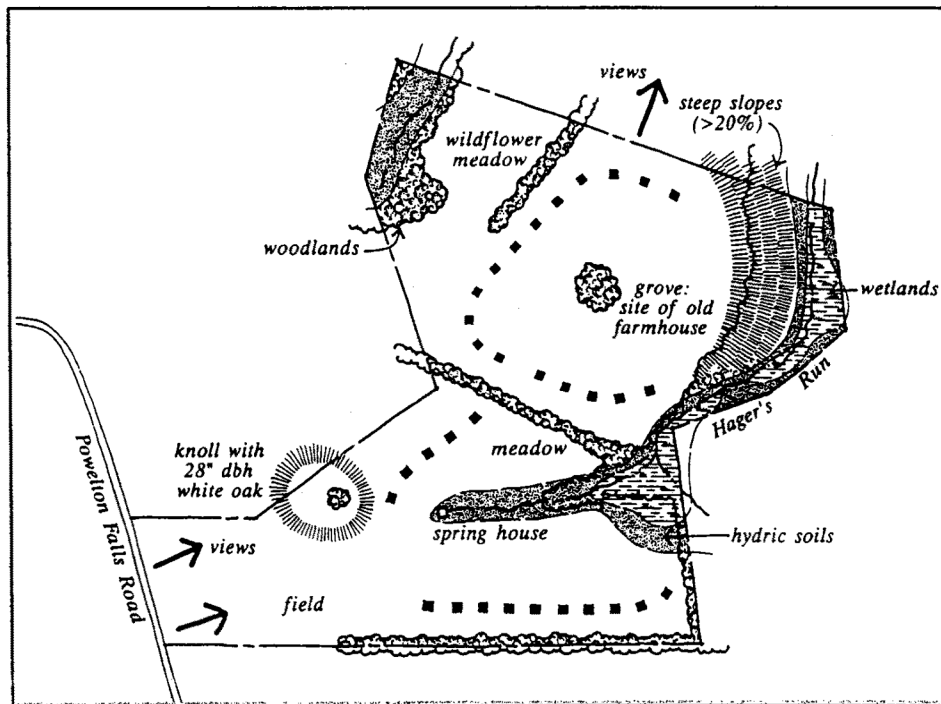 views
steep slopes
(>20%)
wildflower
meadow
woodlands
grove:
site of old
farmhouse
wetlands
Hager's Run
knoll with
28" dbh
white oak
meadow
Powelton Falls Road
spring house
hydric soils
views
field